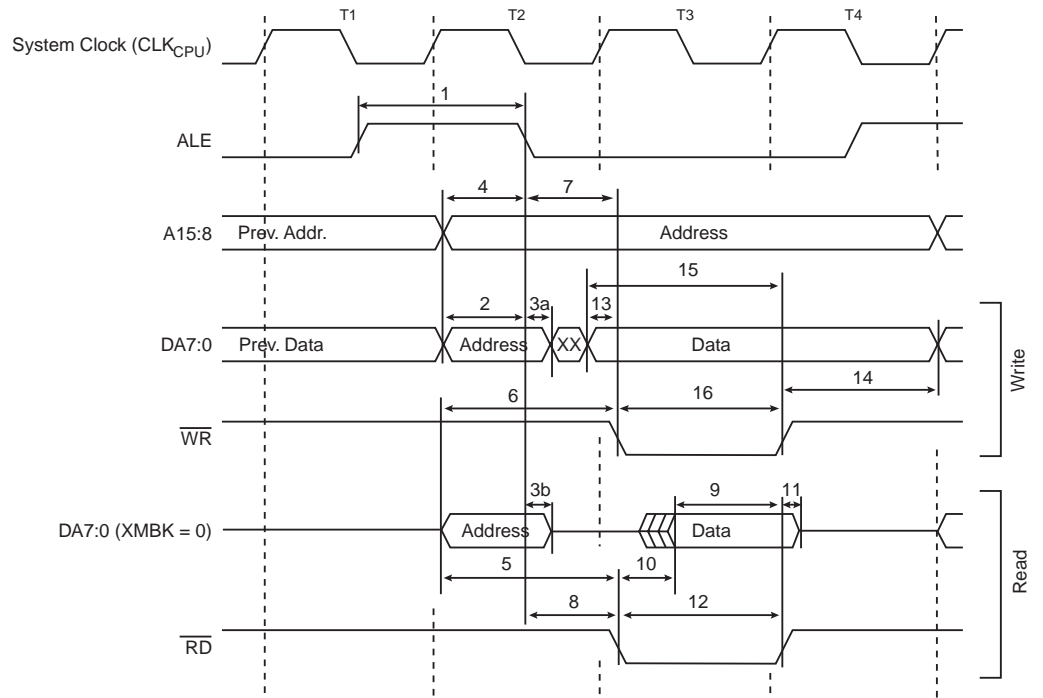 T1 T2 T3 T4
System Clock (CLKCPU)
1
ALE
4 7
A15:8 Prev. Addr. Address
15
2 3a 13
DA7:0 Prev. Data Address XX Data
14
6 16
WR
Write
3b 9 11
DA7:0 (XMBK = 0) Address Data
5 10
8 12
RD
Read